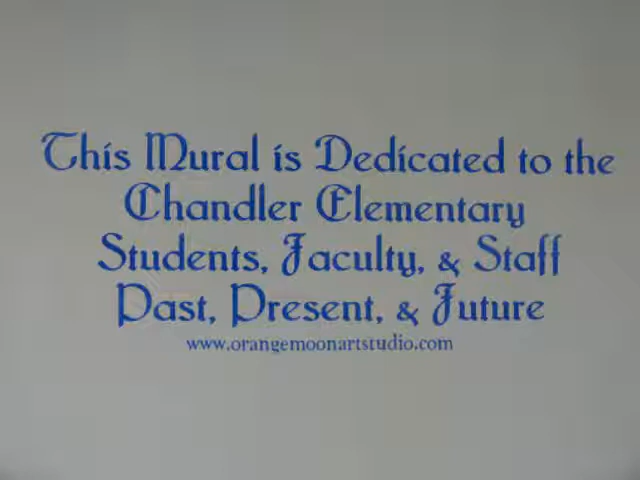 This Mural is Dedicated to the
Chandler Elementary
Students, Faculty, & Staff
Past, Present, & Future
www.orangemoonartstudio.com